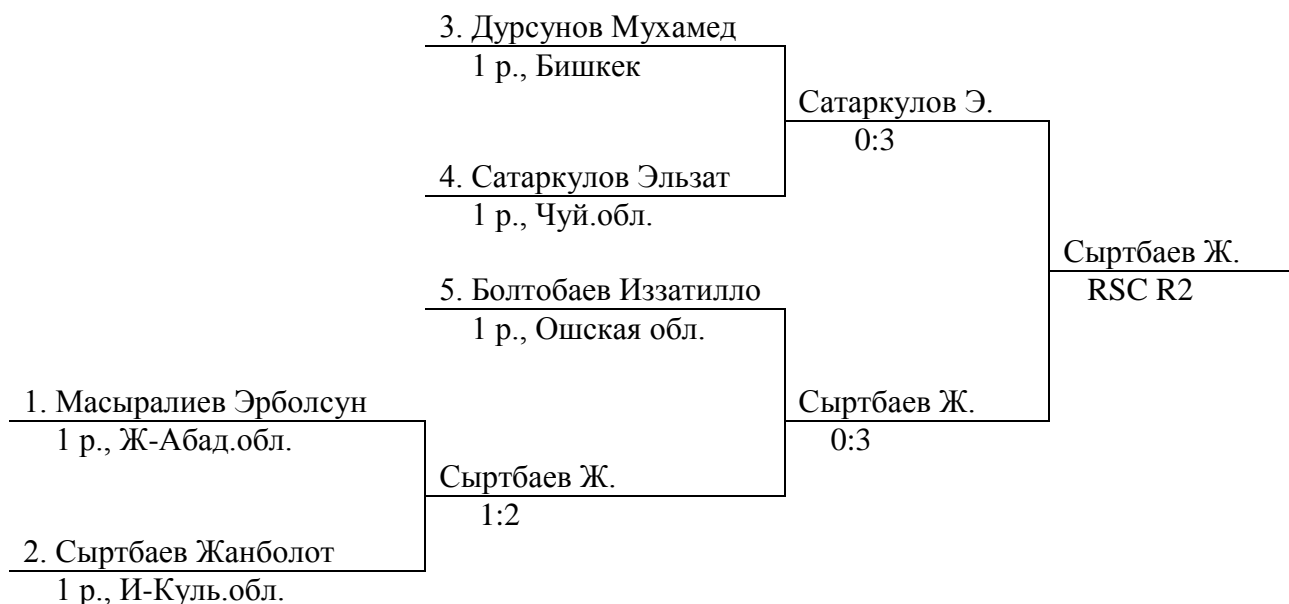 3. Дурсунов Мухамед
1 р., Бишкек
Сатаркулов Э.
0:3
4. Сатаркулов Эльзат
1 р., Чуй.обл.
Сыртбаев Ж.
RSC R2
5. Болтобаев Иззатилло
1 р., Ошская обл.
1. Масыралиев Эрболсун
1 р., Ж-Абад.обл.
Сыртбаев Ж.
0:3
Сыртбаев Ж.
1:2
2. Сыртбаев Жанболот
1 р., И-Куль.обл.